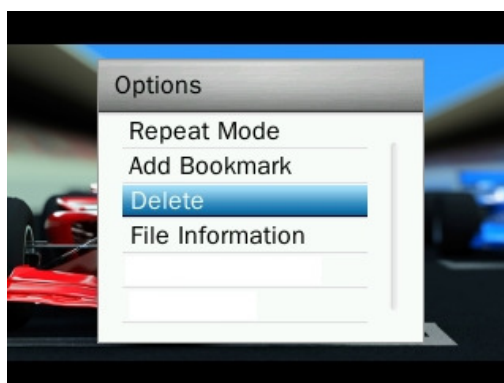 Options
Repeat Mode
Add Bookmark
Delete
File Information